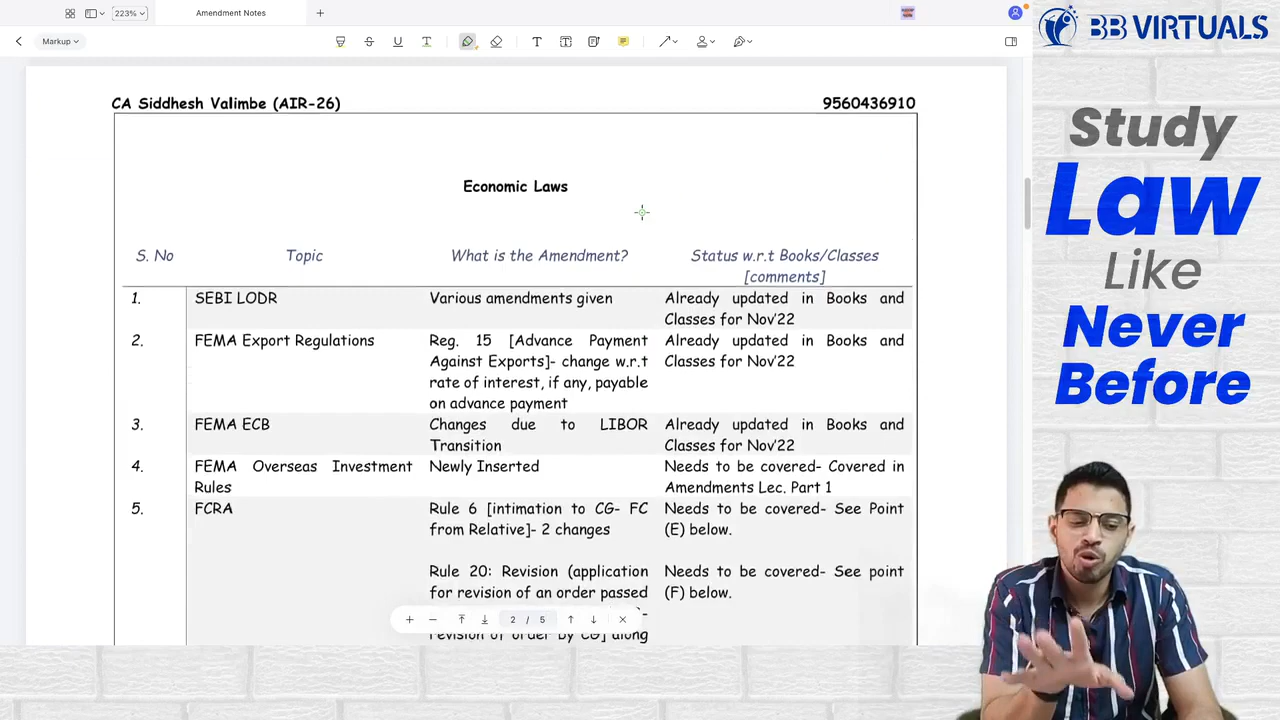 223%
Amendment Notes
BB VIRTUALS
Markup
CA Siddhesh Valimbe (AIR-26) 9560436910
Economic Laws
S. No Topic What is the Amendment? Status w.r.t Books/Classes
[comments]
1. SEBI LODR Various amendments given Already updated in Books and
Classes for Nov'22
2. FEMA Export Regulations Reg. 15 [Advance Payment Already updated in Books and
Against Exports]- change w.r.t Classes for Nov'22
rate of interest, if any, payable
on advance payment
3. FEMA ECB Changes due to LIBOR Already updated in Books and
Transition Classes for Nov'22
4. FEMA Overseas Investment Newly Inserted Needs to be covered- Covered in
Rules Amendments Lec. Part 1
5. FCRA Rule 6 [intimation to CG- FC Needs to be covered- See Point
from Relative]- 2 changes (E) below.
Rule 20: Revision (application Needs to be covered- See point
for revision of an order passed (F) below.
revision of order by CG] along
2 / 5
Study
Law
Like
Never
Before